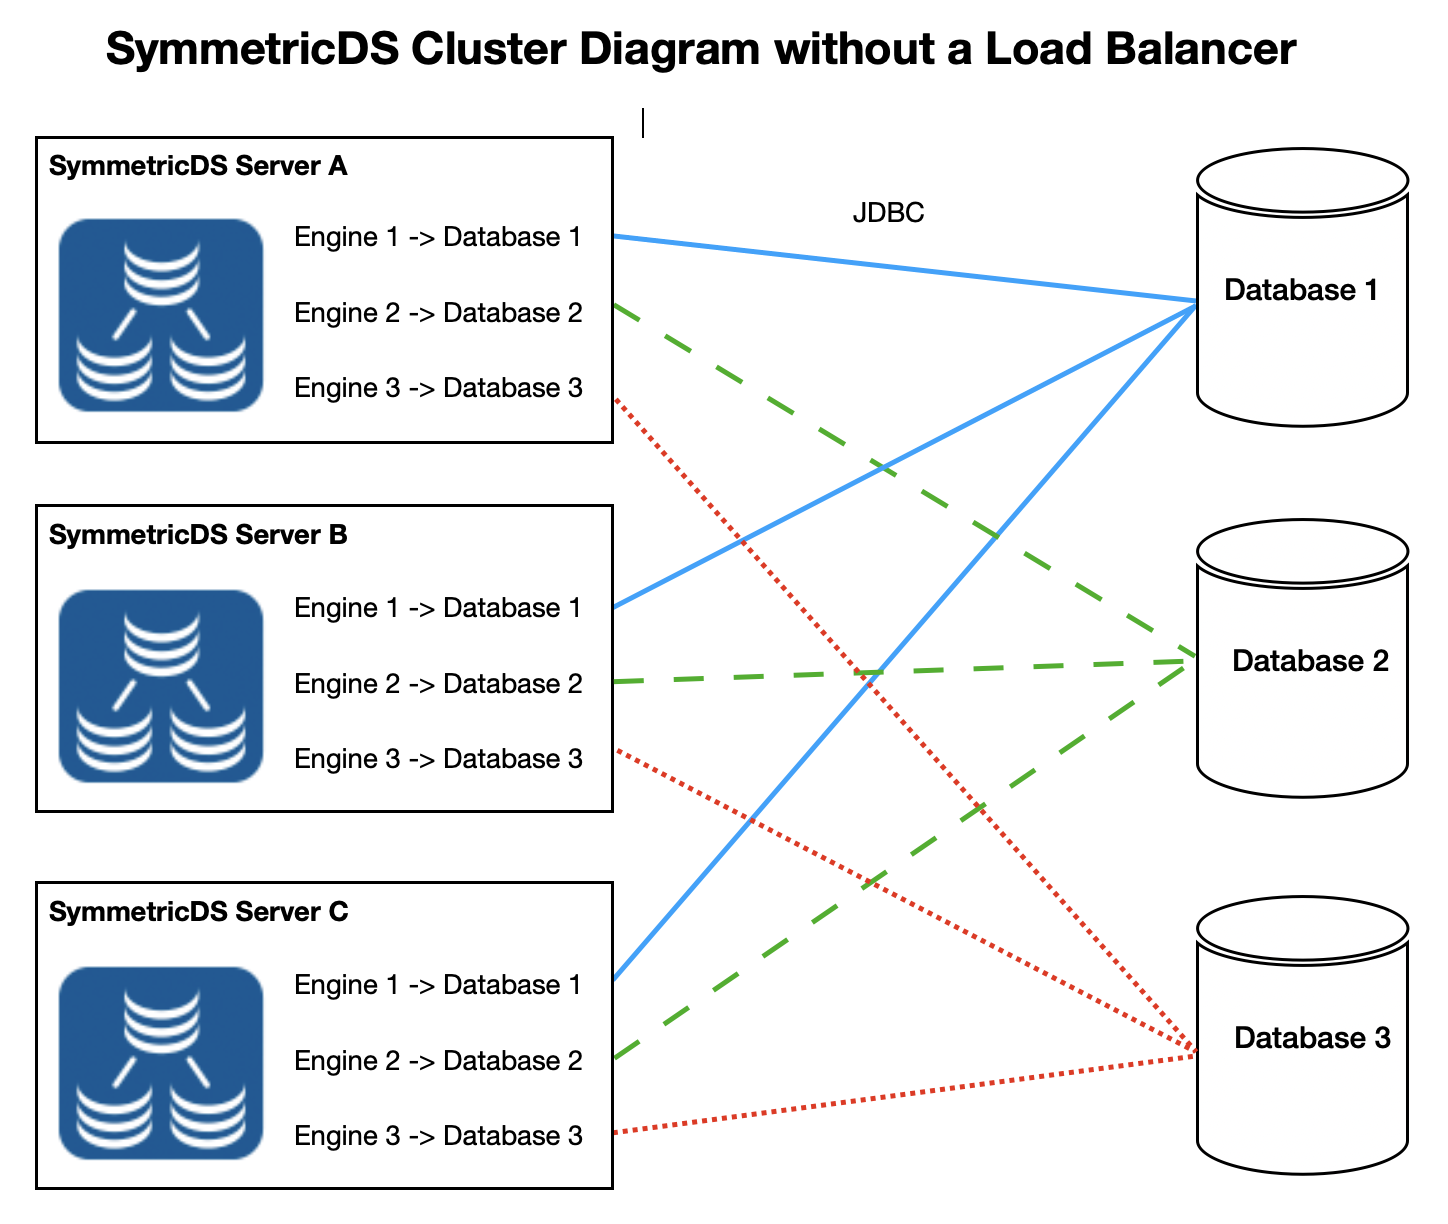 SymmetricDS Cluster Diagram without a Load Balancer
SymmetricDS Server A
Engine 1 -> Database 1
Engine 2 -> Database 2
Engine 3 -> Database 3
JDBC
Database 1
SymmetricDS Server B
Engine 1 -> Database 1
Engine 2 -> Database 2
Engine 3 -> Database 3
Database 2
SymmetricDS Server C
Engine 1 -> Database 1
Engine 2 -> Database 2
Engine 3 -> Database 3
Database 3